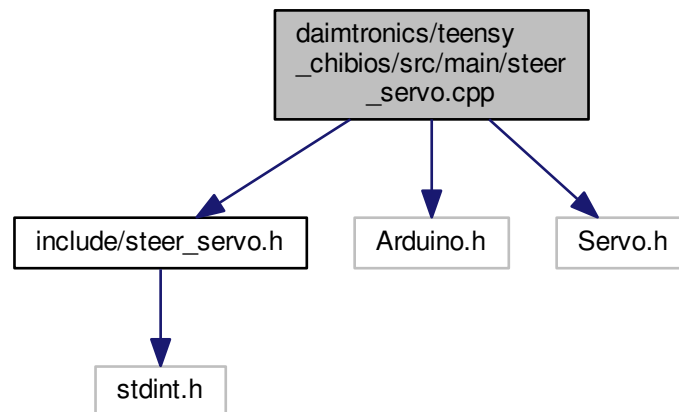 daimtronics/teensy
_chibios/src/main/steer
_servo.cpp
include/steer_servo.h
Arduino.h
Servo.h
stdint.h